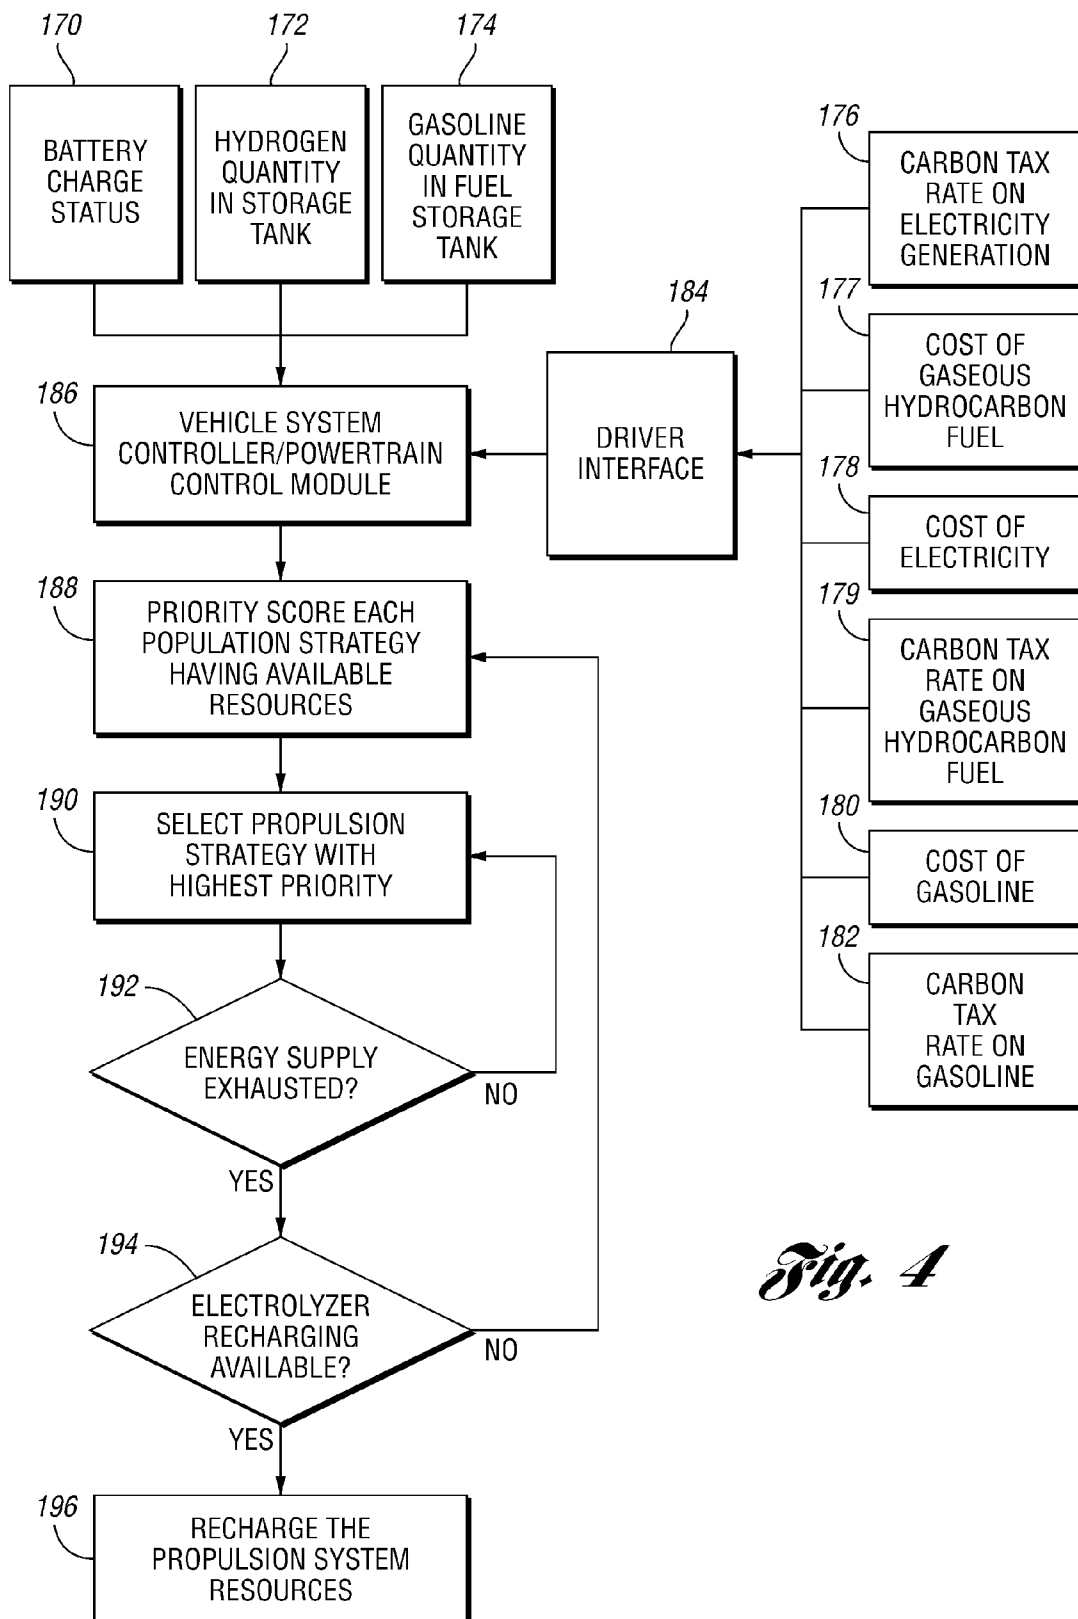 170
172
174
BATTERY
CHARGE
STATUS
HYDROGEN
QUANTITY
IN STORAGE
TANK
GASOLINE
QUANTITY
IN FUEL
STORAGE
TANK
176
CARBON TAX
RATE ON
ELECTRICITY
GENERATION
177
COST OF
GASEOUS
HYDROCARBON
FUEL
178
COST OF
ELECTRICITY
179
CARBON TAX
RATE ON
GASEOUS
HYDROCARBON
FUEL
180
COST OF
GASOLINE
182
CARBON
TAX
RATE ON
GASOLINE
184
DRIVER
INTERFACE
186
VEHICLE SYSTEM
CONTROLLER/POWERTRAIN
CONTROL MODULE
188
PRIORITY SCORE EACH
POPULATION STRATEGY
HAVING AVAILABLE
RESOURCES
190
SELECT PROPULSION
STRATEGY WITH
HIGHEST PRIORITY
192
ENERGY SUPPLY
EXHAUSTED?
NO
YES
194
ELECTROLYZER
RECHARGING
AVAILABLE?
NO
YES
196
RECHARGE THE
PROPULSION SYSTEM
RESOURCES
Fig. 4